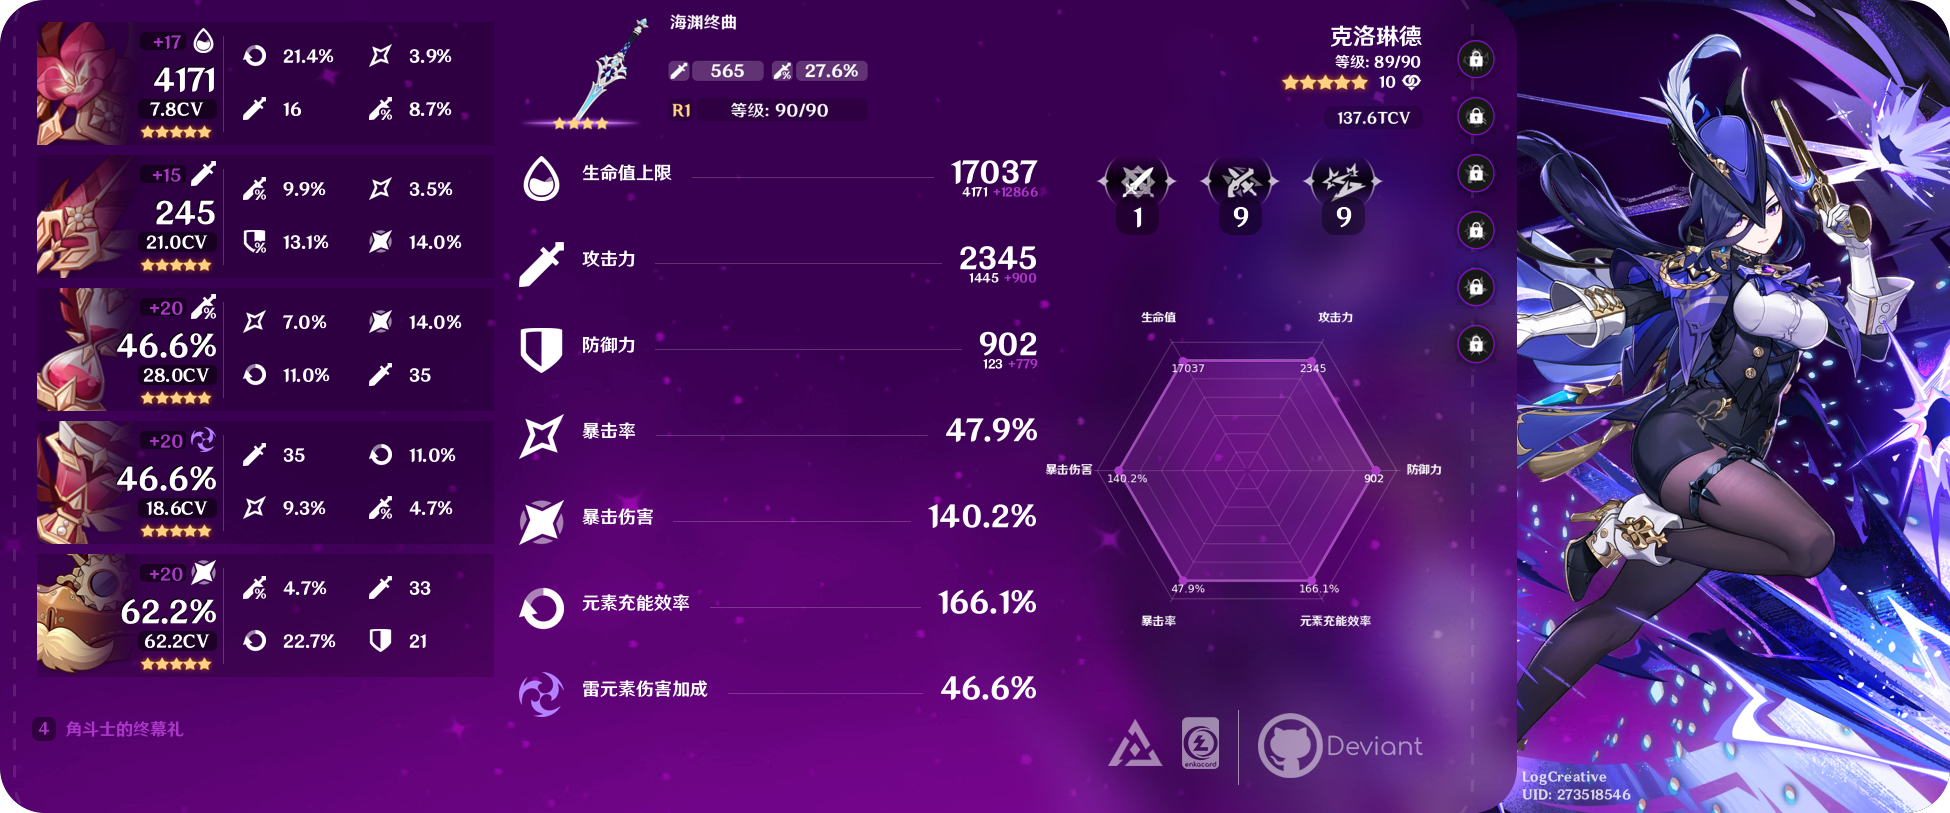 +17
4171
7.8CV
21.4%
3.9%
16
8.7%
+15
245
21.0CV
9.9%
3.5%
13.1%
14.0%
+20
46.6%
28.0CV
7.0%
14.0%
11.0%
35
+20
46.6%
18.6CV
35
11.0%
9.3%
4.7%
+20
62.2%
62.2CV
4.7%
33
22.7%
21
4 角斗士的终幕礼
海渊终曲
565 27.6%
R1 等级: 90/90
生命值上限 17037
4171 +12866
攻击力 2345
1445 +900
防御力 902
123 +779
暴击率 47.9%
暴击伤害 140.2%
元素充能效率 166.1%
雷元素伤害加成 46.6%
克洛琳德
等级: 89/90
10
137.6TCV
1 9 9
生命值 攻击力
17037 2345
暴击伤害 防御力
140.2% 902
47.9% 166.1%
暴击率 元素充能效率
enkacard
Deviant
LogCreative
UID: 273518546